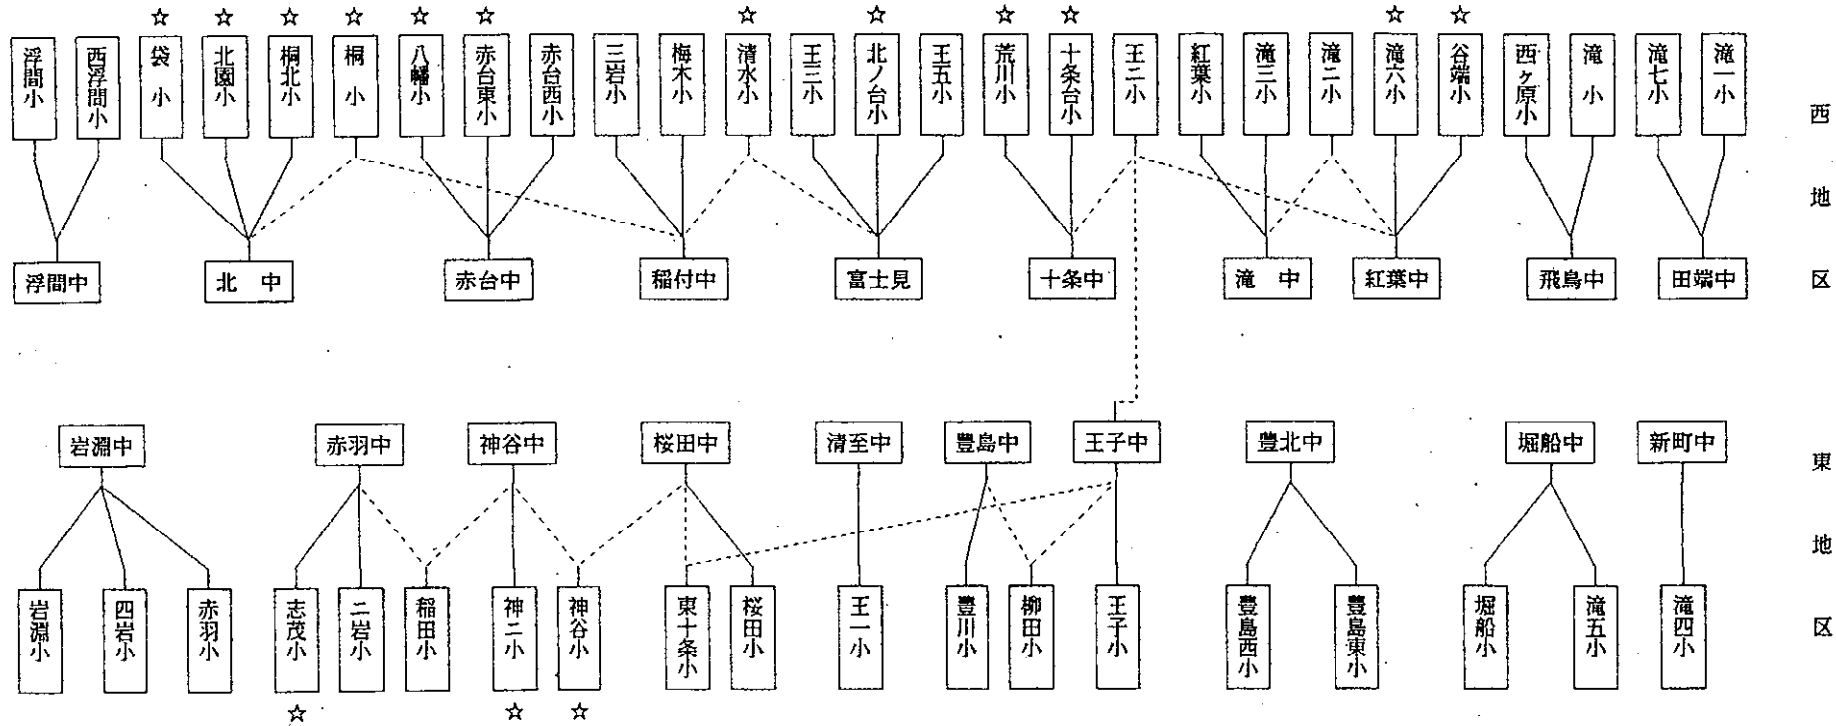 ☆ ☆ ☆ ☆ ☆ ☆ ☆ ☆ ☆ ☆ ☆ ☆
浮間小
西浮間小
袋小
北園小
桐北小
桐小
八幡小
赤台東小
赤台西小
三岩小
梅木小
清水小
王三小
北ノ台小
王五小
荒川小
十条台小
王二小
紅葉小
滝三小
滝二小
滝六小
谷端小
西ヶ原小
滝小
滝七小
滝一小
西地区
浮間中
北 中
赤台中
稲付中
富士見
十条中
滝 中
紅葉中
飛鳥中
田端中
岩淵中
赤羽中
神谷中
桜田中
清至中
豊島中
王子中
豊北中
堀船中
新町中
東地区
岩淵小
四岩小
赤羽小
志茂小
二岩小
稲田小
神二小
神谷小
東十条小
桜田小
王一小
豊川小
柳田小
王子小
豊島西小
豊島東小
堀船小
滝五小
滝四小
☆ ☆ ☆